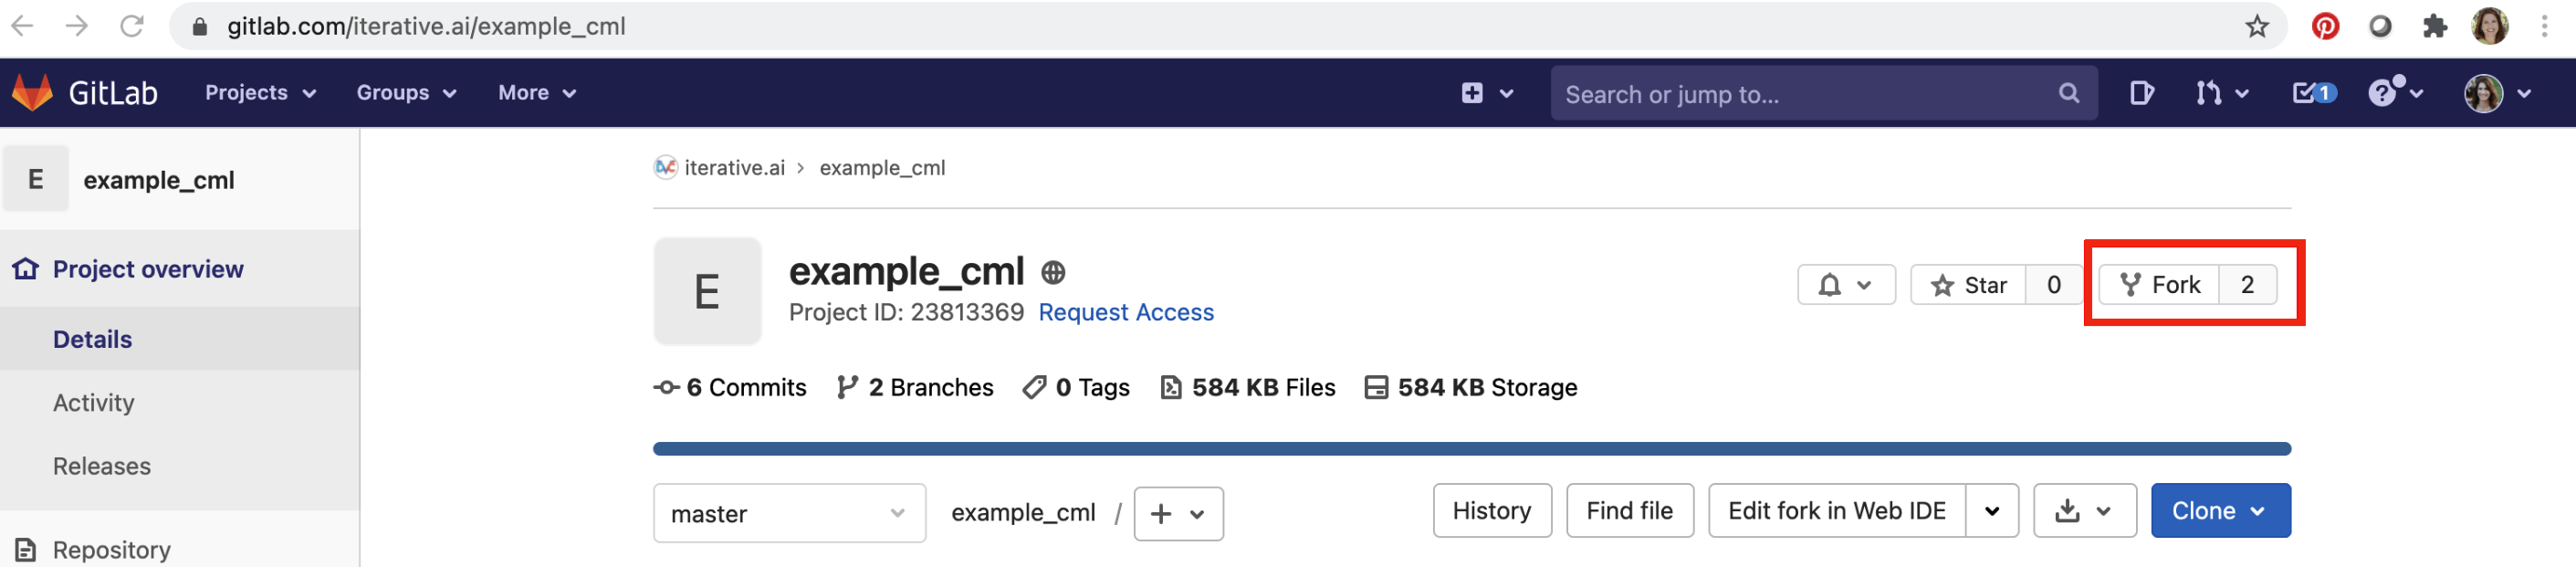 gitlab.com/iterative.ai/example_cml
GitLab Projects Groups More Search or jump to... 1
E example_cml
iterative.ai > example_cml
E
example_cml
Project ID: 23813369 Request Access
Star 0 Fork 2
Project overview
Details
Activity
Releases
Repository
6 Commits 2 Branches 0 Tags 584 KB Files 584 KB Storage
master example_cml / + History Find file Edit fork in Web IDE Clone